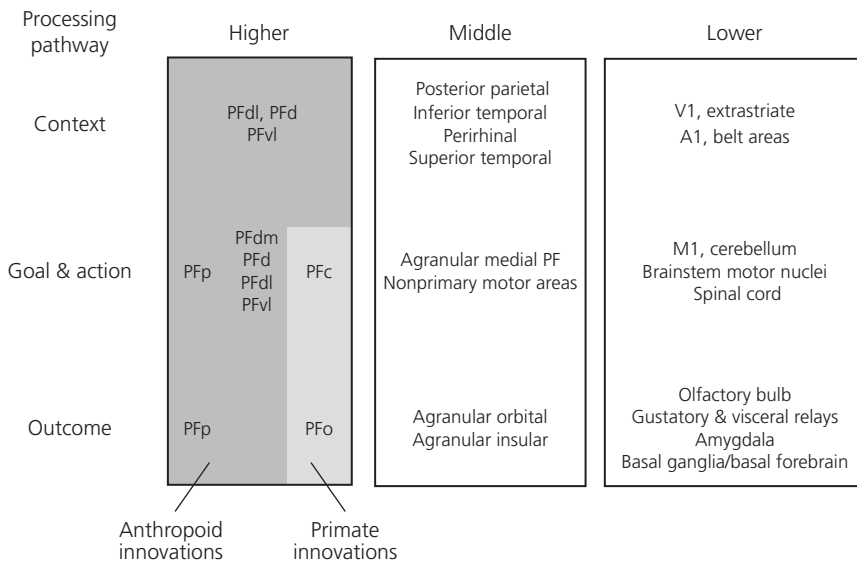 Processing
pathway
Higher
Middle
Lower
Context
PFdl, PFd
PFvl
Posterior parietal
Inferior temporal
Perirhinal
Superior temporal
V1, extrastriate
A1, belt areas
Goal & action
PFp
PFdm
PFd
PFdl
PFvl
PFc
Agranular medial PF
Nonprimary motor areas
M1, cerebellum
Brainstem motor nuclei
Spinal cord
Outcome
PFp
PFo
Agranular orbital
Agranular insular
Olfactory bulb
Gustatory & visceral relays
Amygdala
Basal ganglia/basal forebrain
Anthropoid
innovations
Primate
innovations